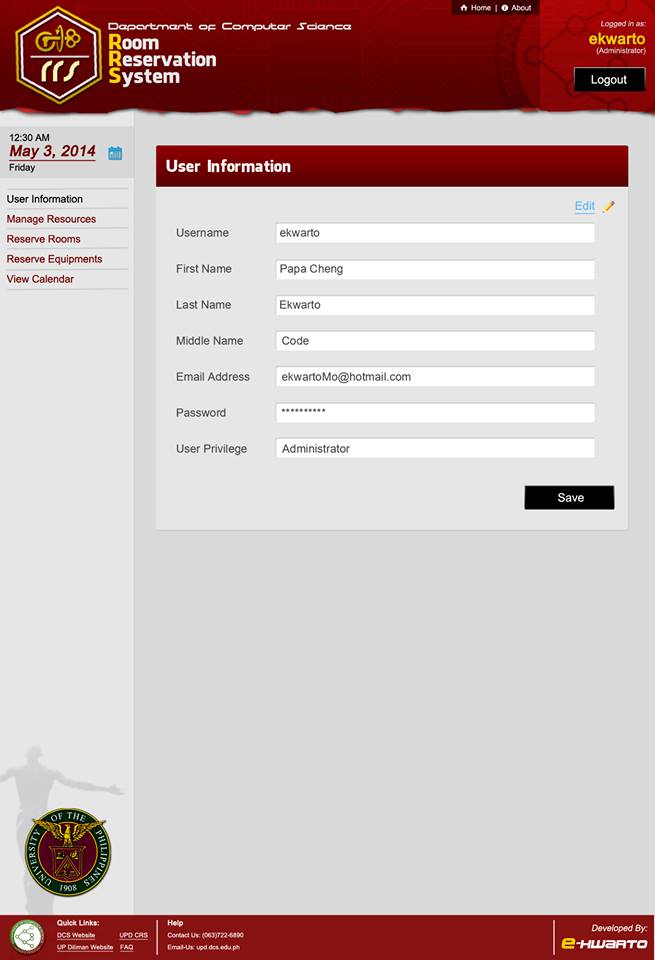 Home | About
Department of Computer Science
Room
Reservation
System
Logged in as:
ekwarto
(Administrator)
Logout
12:30 AM
May 3, 2014
Friday
User Information
Manage Resources
Reserve Rooms
Reserve Equipments
View Calendar
User Information
Edit
Username ekwarto
First Name Papa Cheng
Last Name Ekwarto
Middle Name Code
Email Address ekwartoMo@hotmail.com
Password **********
User Privilege Administrator
Save
UNIVERSITY OF THE PHILIPPINES
1908
Quick Links:
DCS Website UPD CRS
UP Diliman Website FAQ
Help
Contact Us: (063)722-6890
Email-Us: upd.dcs.edu.ph
Developed By:
e-KWARTO